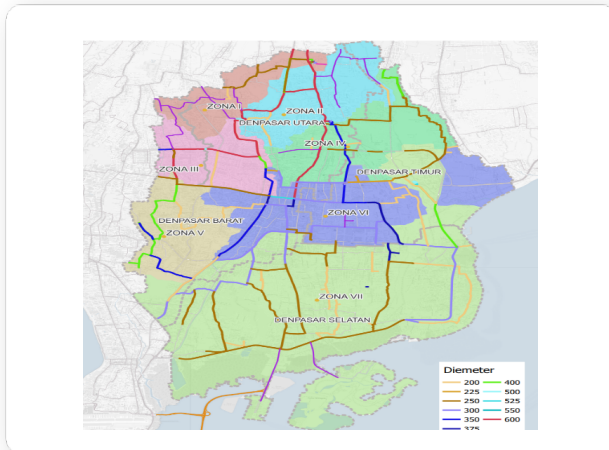 ZONA I
ZONA II
DENPASAR UTARA
ZONA IV
ZONA III
DENPASAR TIMUR
ZONA VI
DENPASAR BARAT
ZONA V
ZONA VII
DENPASAR SELATAN
Diemeter
200 400
225 500
250 525
300 550
350 600
375